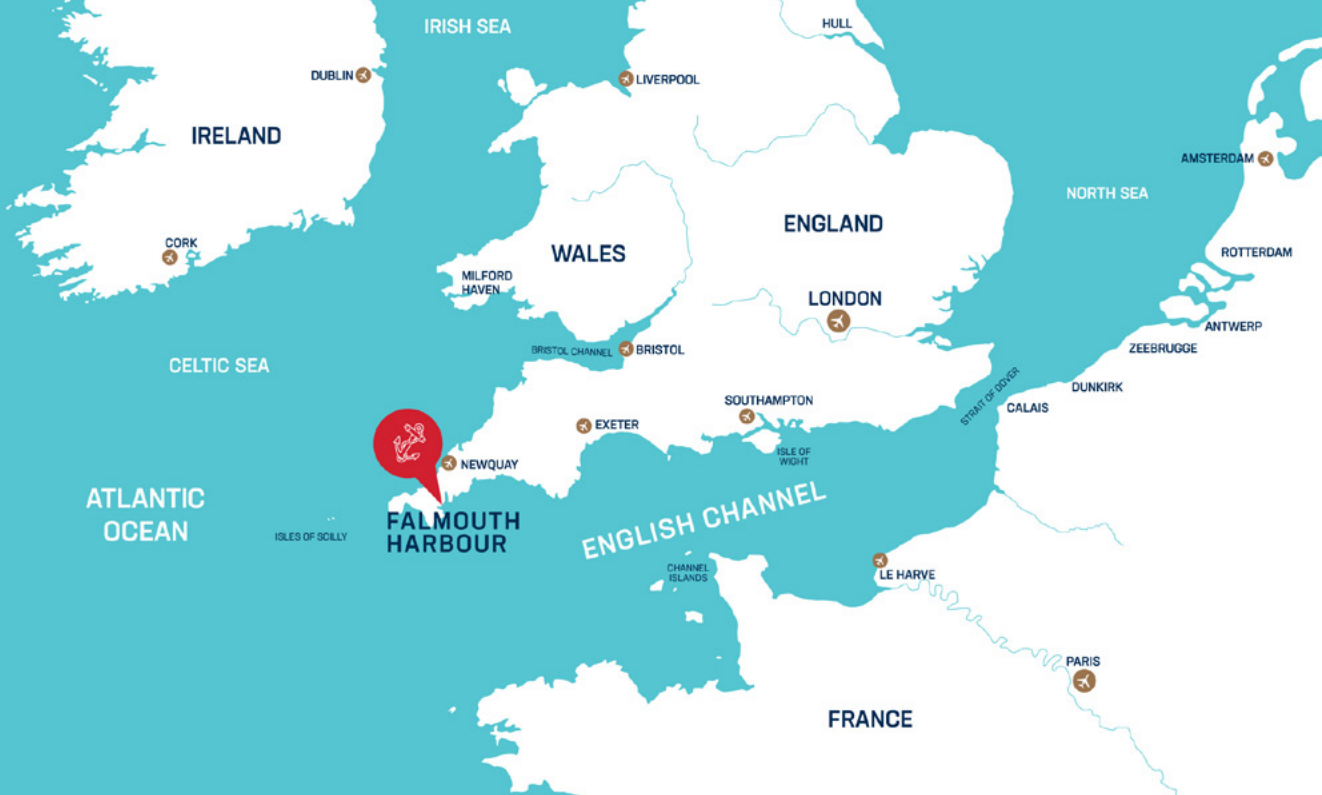 IRISH SEA
HULL
DUBLIN
LIVERPOOL
IRELAND
AMSTERDAM
NORTH SEA
ENGLAND
CORK
WALES
ROTTERDAM
MILFORD
HAVEN
LONDON
ANTWERP
BRISTOL CHANNEL
BRISTOL
ZEEBRUGGE
CELTIC SEA
STRAIT OF DOVER
DUNKIRK
SOUTHAMPTON
CALAIS
EXETER
ISLE OF
WIGHT
NEWQUAY
ATLANTIC
OCEAN
ENGLISH CHANNEL
FALMOUTH
HARBOUR
ISLES OF SCILLY
CHANNEL
ISLANDS
LE HARVE
PARIS
FRANCE